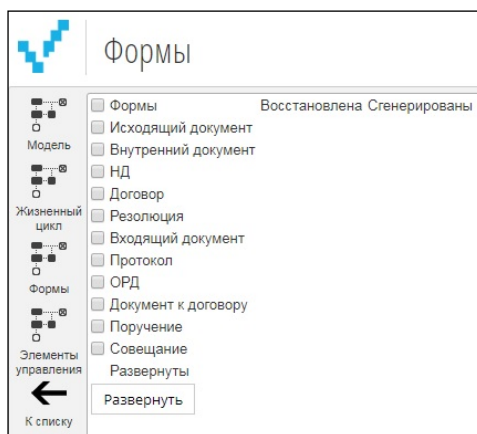 Формы
Модель
Жизненный
цикл
Формы
Элементы
управления
К списку
Формы Восстановлена Сгенерированы
Исходящий документ
Внутренний документ
НД
Договор
Резолюция
Входящий документ
Протокол
ОРД
Документ к договору
Поручение
Совещание
Развернуты
Развернуть